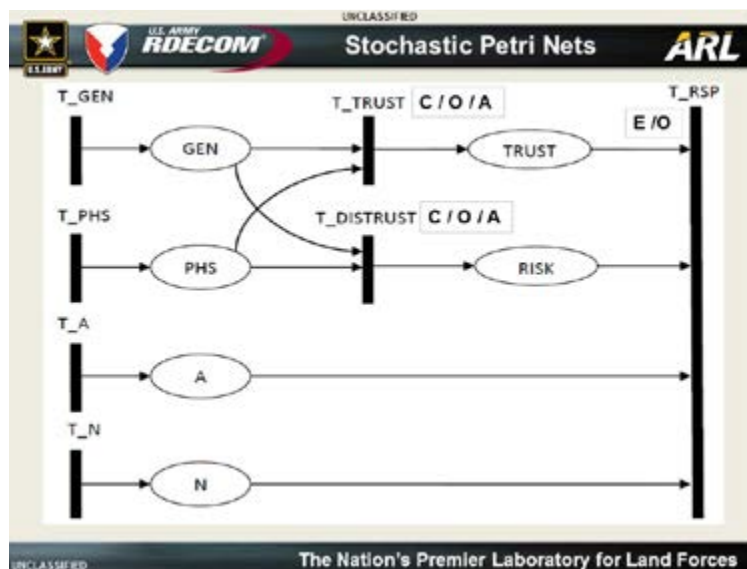 UNCLASSIFIED
U.S. ARMY
RDECOM
Stochastic Petri Nets
ARL
U.S. ARMY
T_GEN
T_TRUST C / O / A
T_RSP
E /O
GEN
TRUST
T_PHS
T_DISTRUST C / O / A
PHS
RISK
T_A
A
T_N
N
UNCLASSIFIED
The Nation's Premier Laboratory for Land Forces